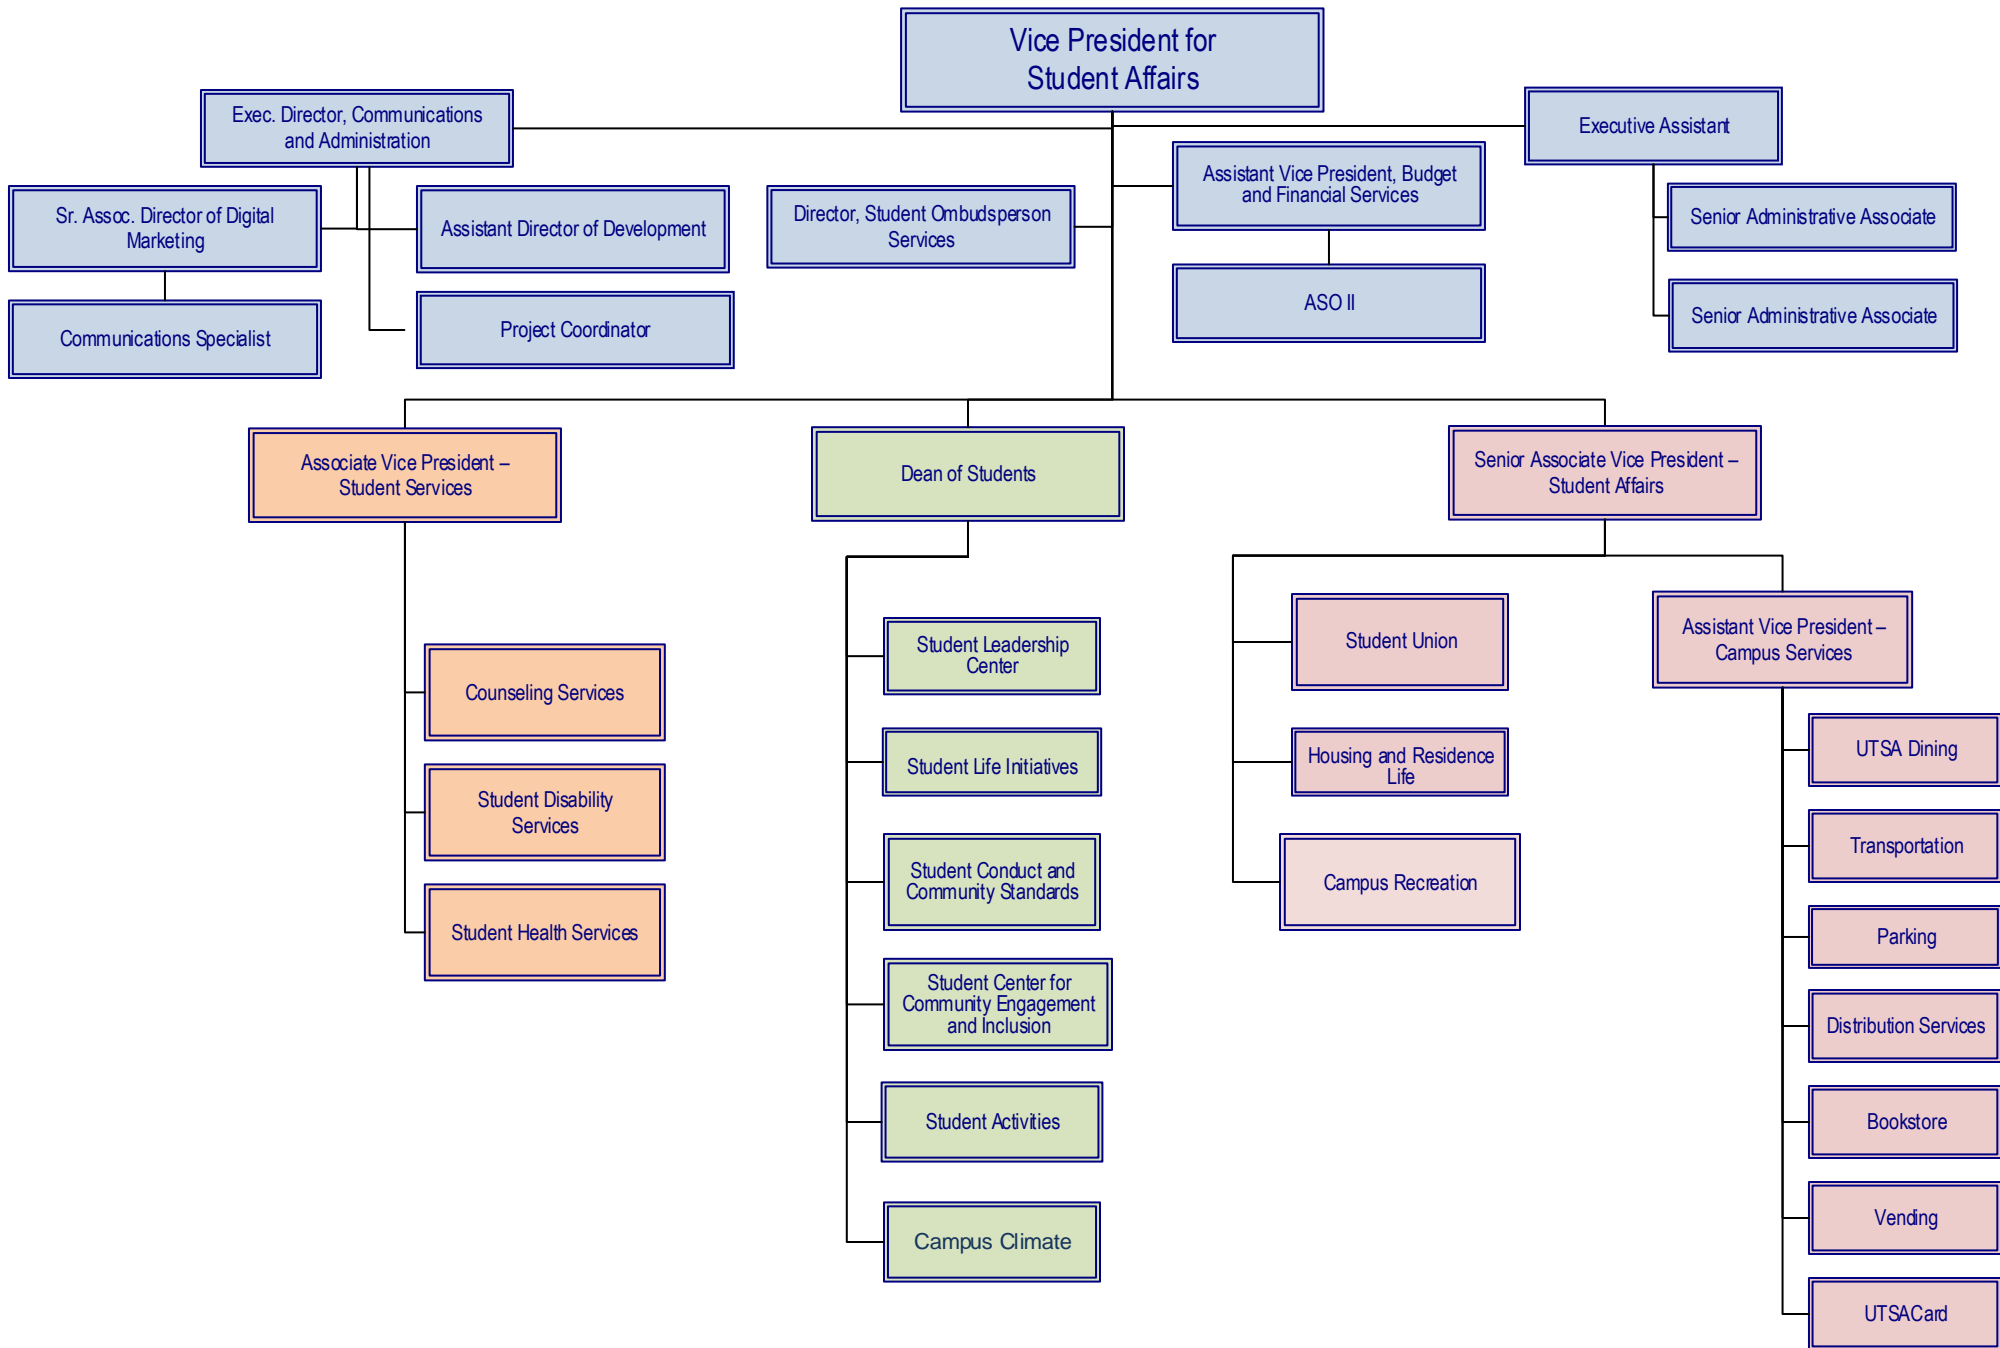 Vice President for
Student Affairs
Exec. Director, Communications
and Administration
Executive Assistant
Assistant Vice President, Budget
and Financial Services
Sr. Assoc. Director of Digital
Marketing
Assistant Director of Development
Director, Student Ombudsperson
Services
Senior Administrative Associate
Communications Specialist
Project Coordinator
ASO II
Senior Administrative Associate
Associate Vice President –
Student Services
Dean of Students
Senior Associate Vice President –
Student Affairs
Counseling Services
Student Disability
Services
Student Health Services
Student Leadership
Center
Student Life Initiatives
Student Conduct and
Community Standards
Student Center for
Community Engagement
and Inclusion
Student Activities
Campus Climate
Student Union
Housing and Residence
Life
Campus Recreation
Assistant Vice President –
Campus Services
UTSA Dining
Transportation
Parking
Distribution Services
Bookstore
Vending
UTSACard